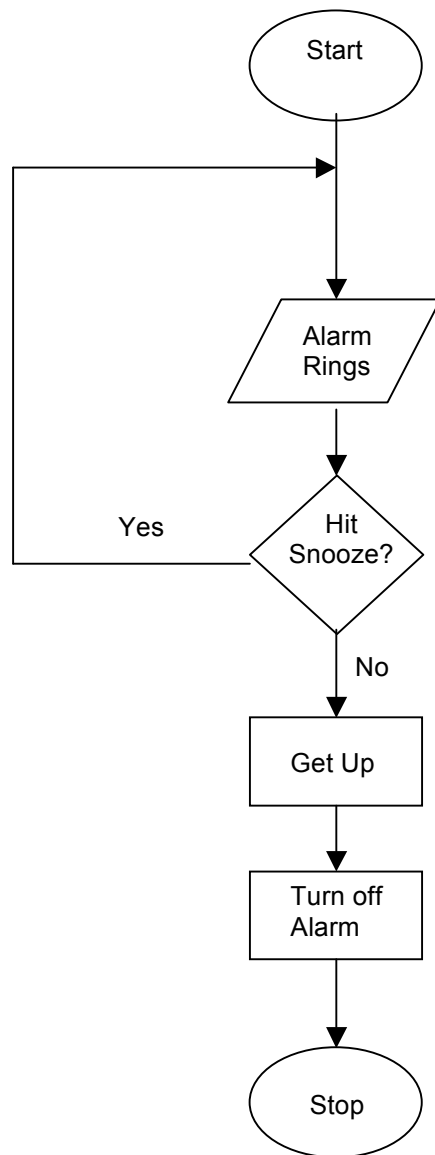 Start
Alarm
Rings
Hit
Snooze?
Yes
No
Get Up
Turn off
Alarm
Stop